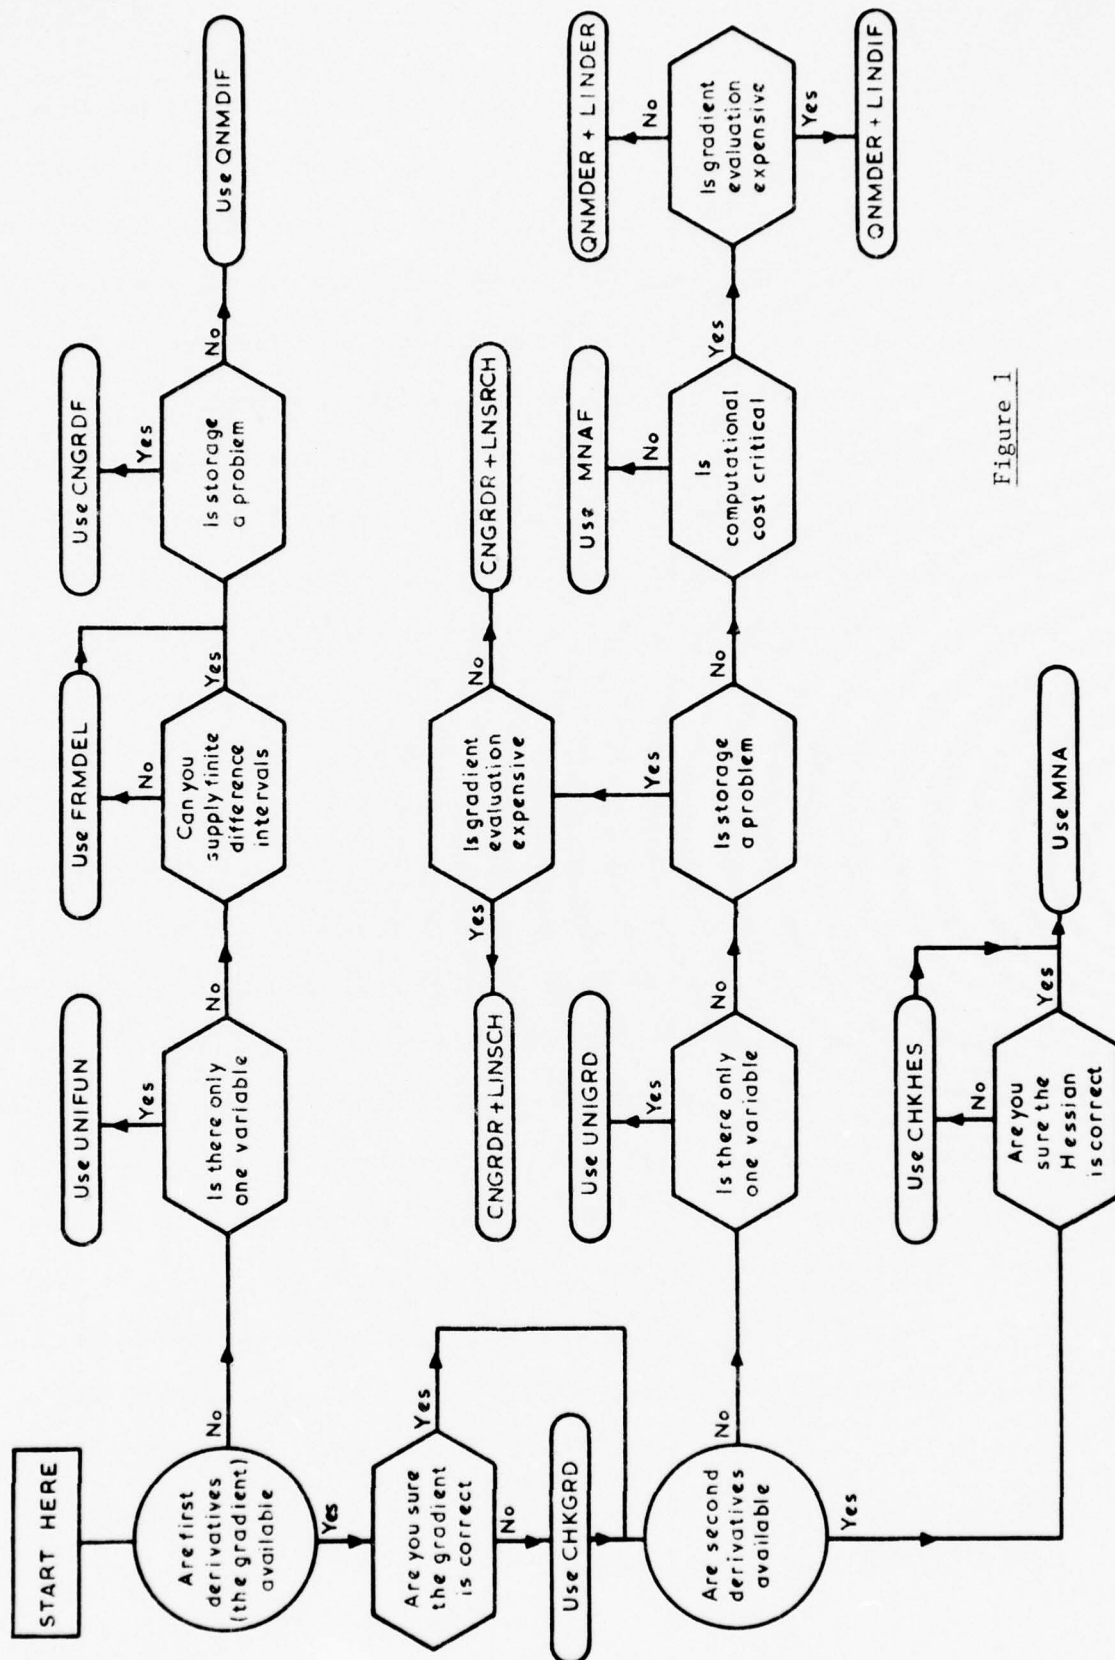 START HERE
Are first
derivatives
(the gradient)
available
No
Yes
Is there only
one variable
Yes
Use UNIFUN
No
Can you
supply finite
difference
intervals
No
Use FRMDEL
Yes
Is storage
a problem
Yes
Use CNGRDF
No
Use QNMDIF
Are you sure
the gradient
is correct
Yes
No
Use CHKGRD
Are second
derivatives
available
No
Yes
Is there only
one variable
Yes
Use UNIGRD
No
Is storage
a problem
Yes
Is gradient
evaluation
expensive
Yes
CNGRDR+LINSCH
No
CNGRDR+LNSRCH
No
Is
computational
cost critical
No
Use MNAF
Yes
Is gradient
evaluation
expensive
No
QNMDER + LINDER
Yes
QNMDER + LINDIF
Are you
sure the
Hessian
is correct
No
Use CHKHES
Yes
Use MNA
Figure 1